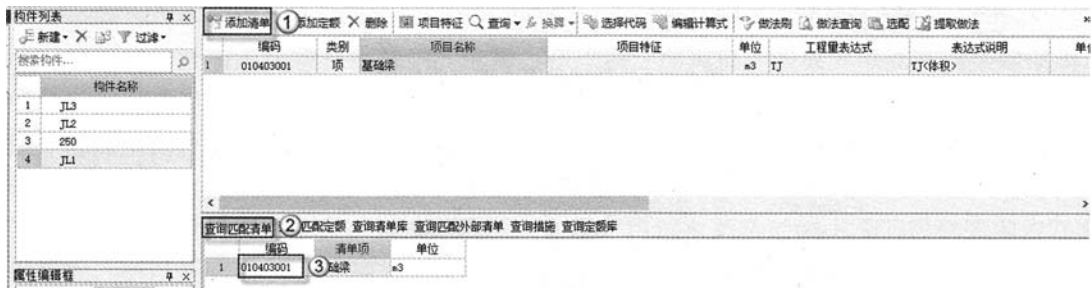 构件列表
新建 过滤
搜索构件...
构件名称
1 JL3
2 JL2
3 250
4 JL1
属性编辑框
添加清单 ① 添加定额 删除 项目特征 查询 换算 选择代码 编辑计算式 做法刷 做法查询 选配 提取做法
编码 类别 项目名称 项目特征 单位 工程量表达式 表达式说明 单
1 010403001 项 基础梁 m3 TJ TJ<体积>
查询匹配清单 ② 匹配定额 查询清单库 查询匹配外部清单 查询措施 查询定额库
编码 清单项 单位
1 010403001 ③ 基础梁 m3